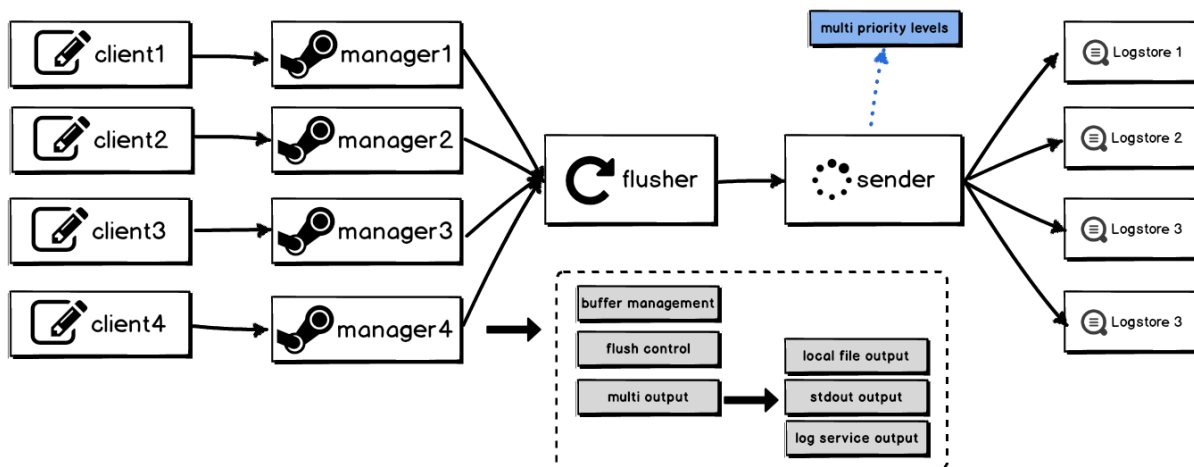 client1
manager1
multi priority levels
Logstore 1
client2
manager2
Logstore 2
flusher
sender
client3
manager3
Logstore 3
client4
manager4
Logstore 3
buffer management
flush control
multi output
local file output
stdout output
log service output